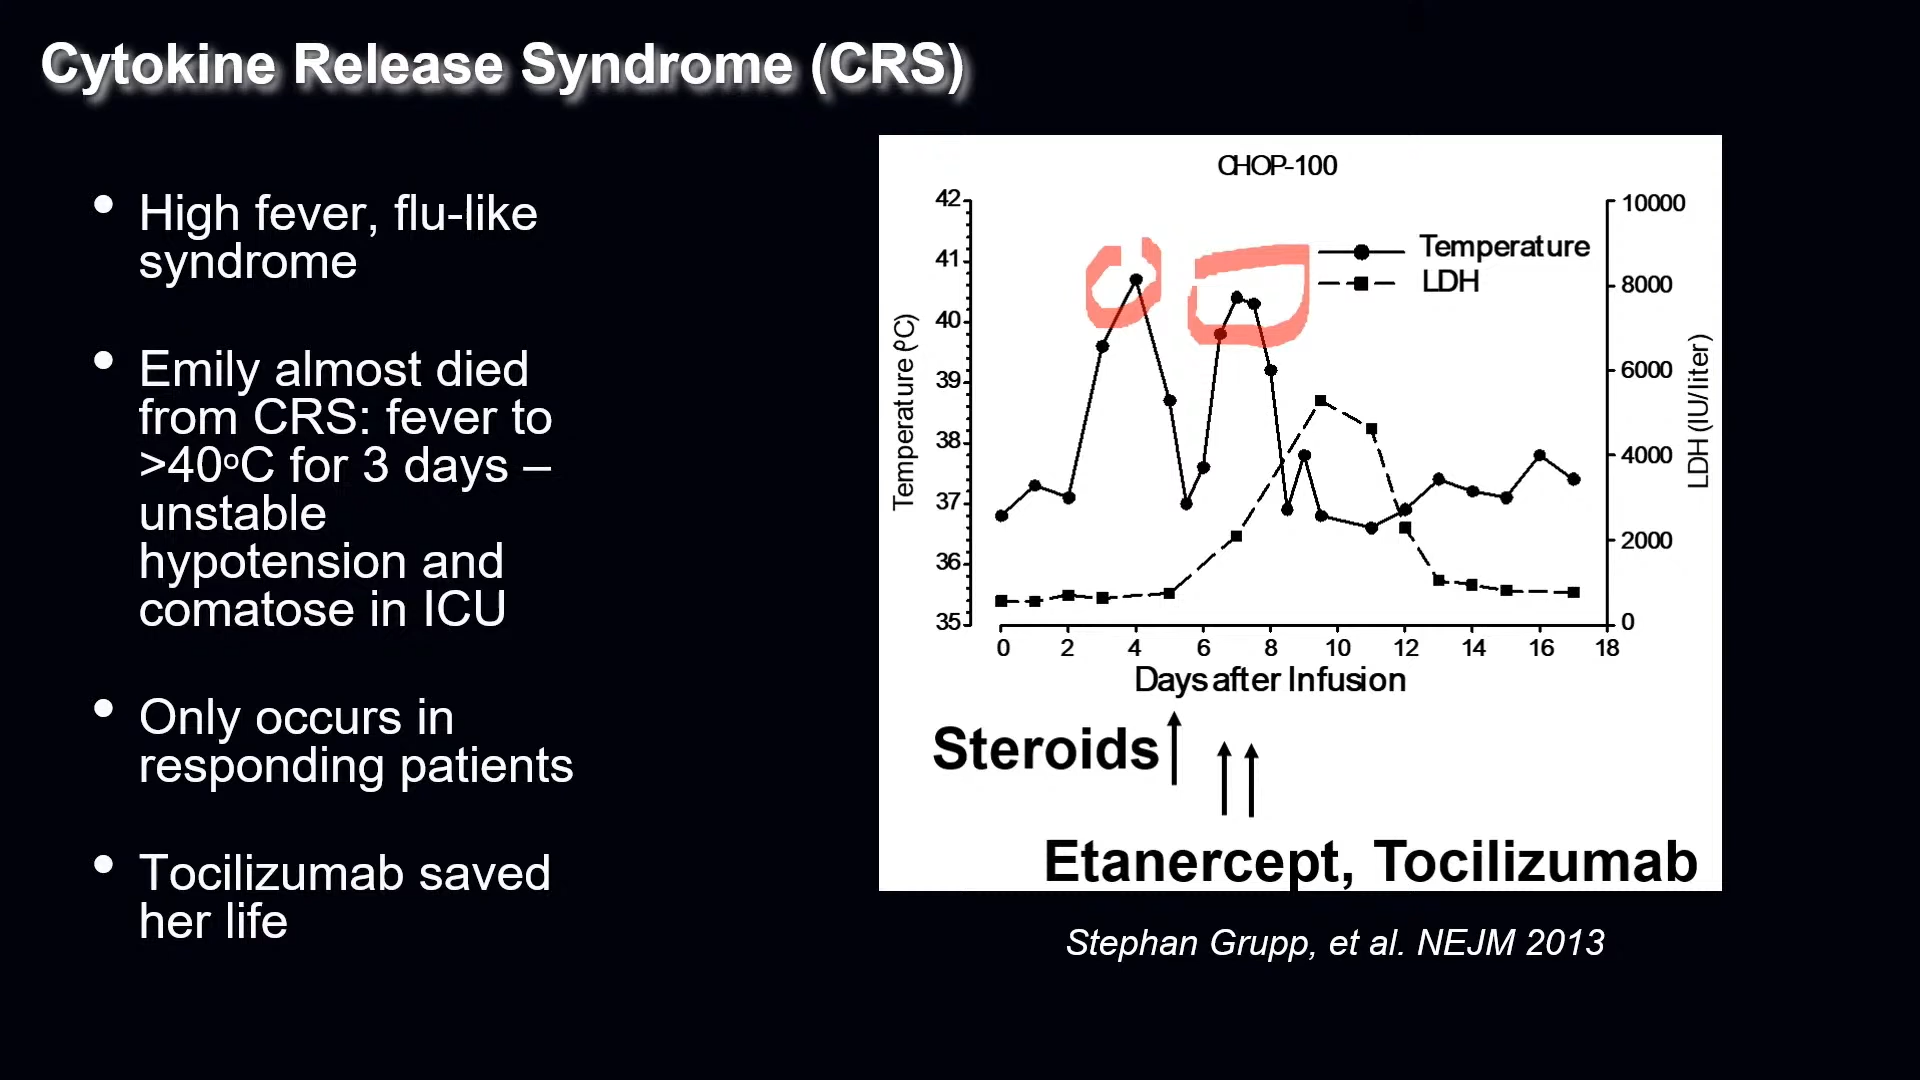 Cytokine Release Syndrome (CRS)
• High fever, flu-like
syndrome
• Emily almost died
from CRS: fever to
>40ºC for 3 days –
unstable
hypotension and
comatose in ICU
• Only occurs in
responding patients
• Tocilizumab saved
her life
CHOP-100
Temperature
LDH
Temperature (ºC)
42
41
40
39
38
37
36
35
10000
8000
6000
4000
2000
0
LDH (IU/liter)
0 2 4 6 8 10 12 14 16 18
Days after Infusion
Steroids
Etanercept, Tocilizumab
Stephan Grupp, et al. NEJM 2013